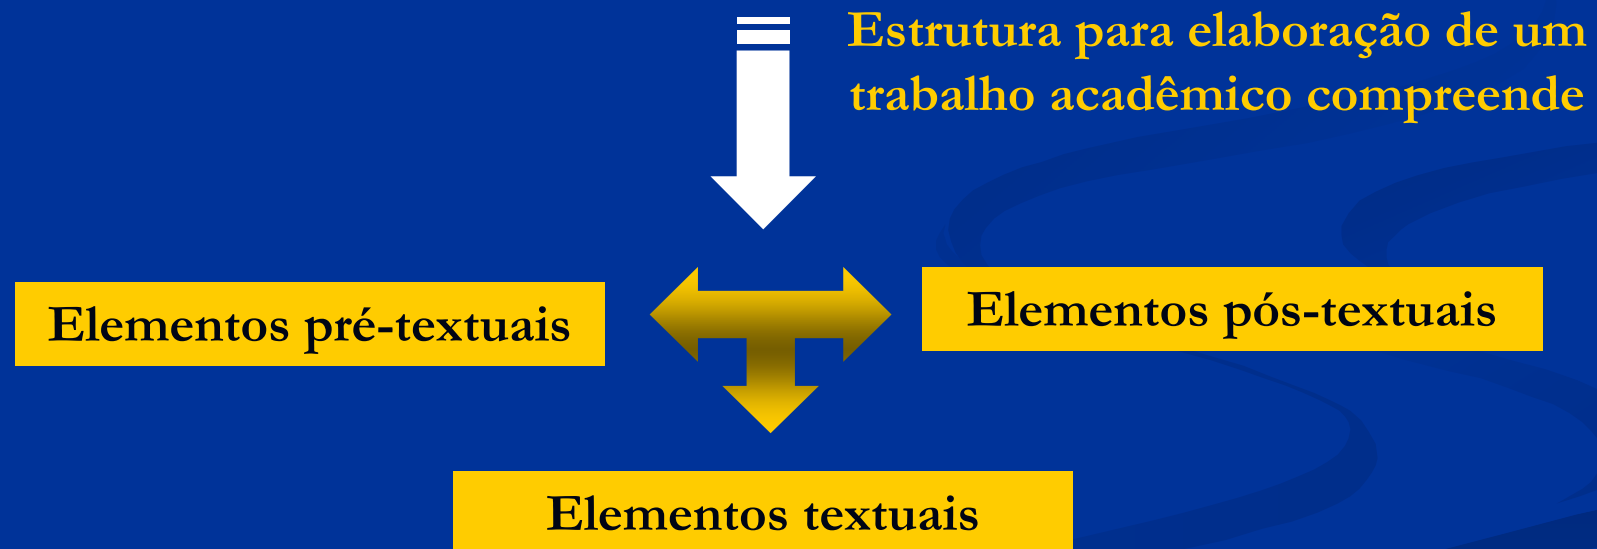 Estrutura para elaboração de um
trabalho acadêmico compreende
Elementos pré-textuais
Elementos pós-textuais
Elementos textuais